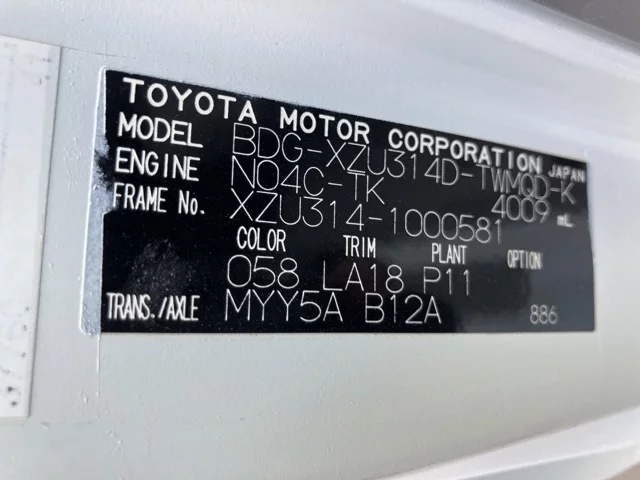 TOYOTA MOTOR CORPORATION JAPAN
MODEL BDG-XZU314D-TWMQD-K
ENGINE N04C-TK 4009 mL
FRAME No. XZU314-1000581
COLOR TRIM PLANT OPTION
058 LA18 P11
TRANS./AXLE MYY5A B12A 886